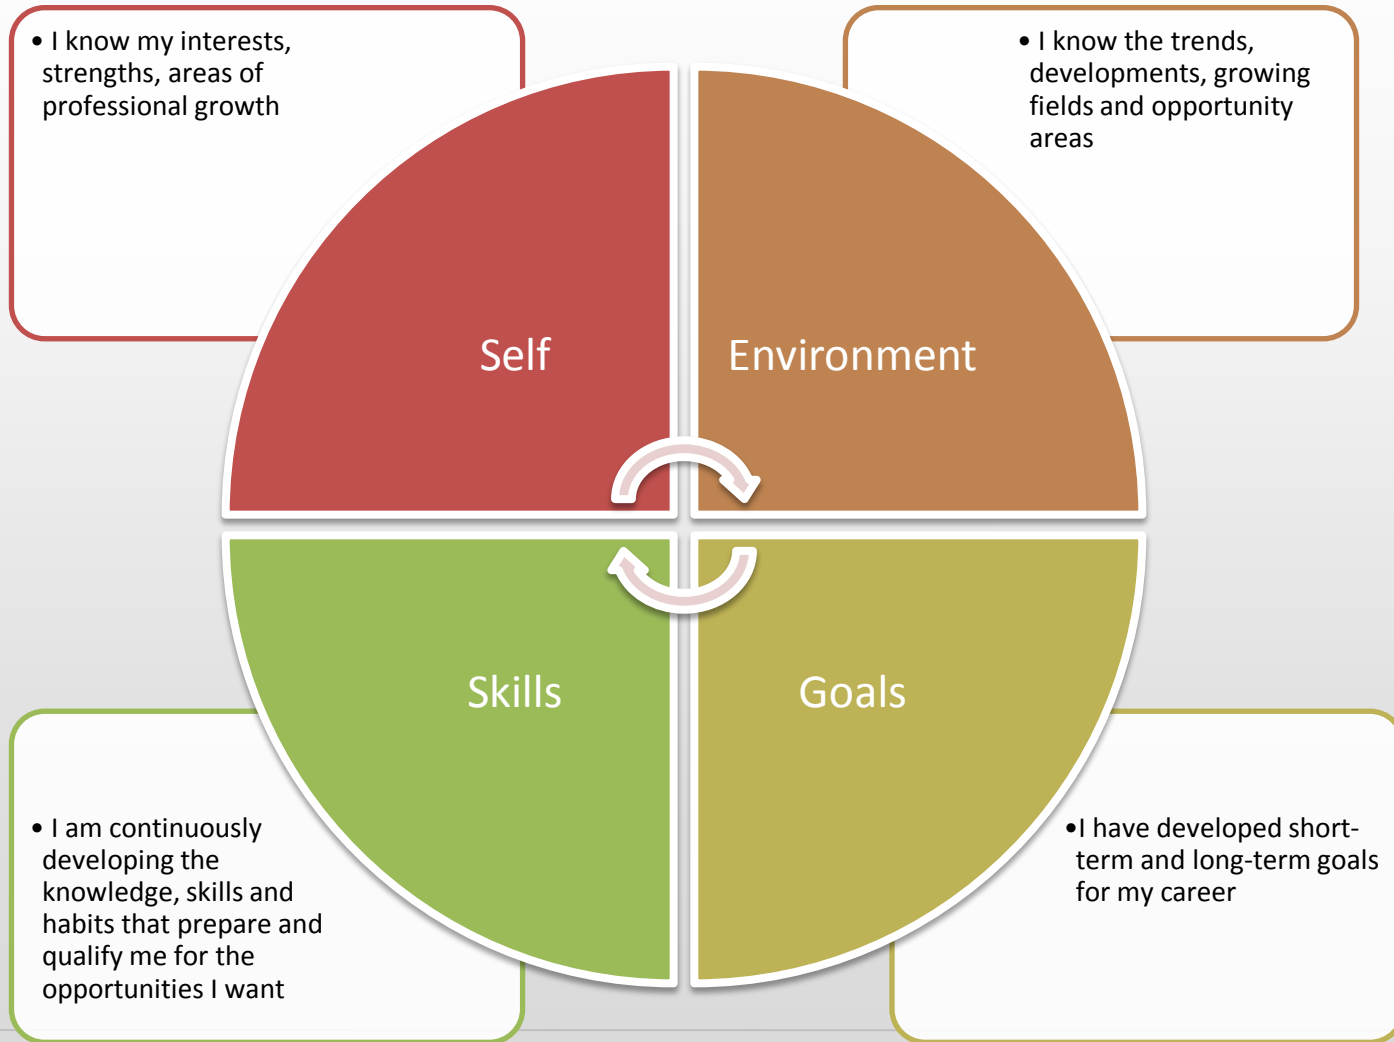 • I know my interests,
strengths, areas of
professional growth
• I know the trends,
developments, growing
fields and opportunity
areas
Self
Environment
Skills
Goals
• I am continuously
developing the
knowledge, skills and
habits that prepare and
qualify me for the
opportunities I want
•I have developed short-
term and long-term goals
for my career